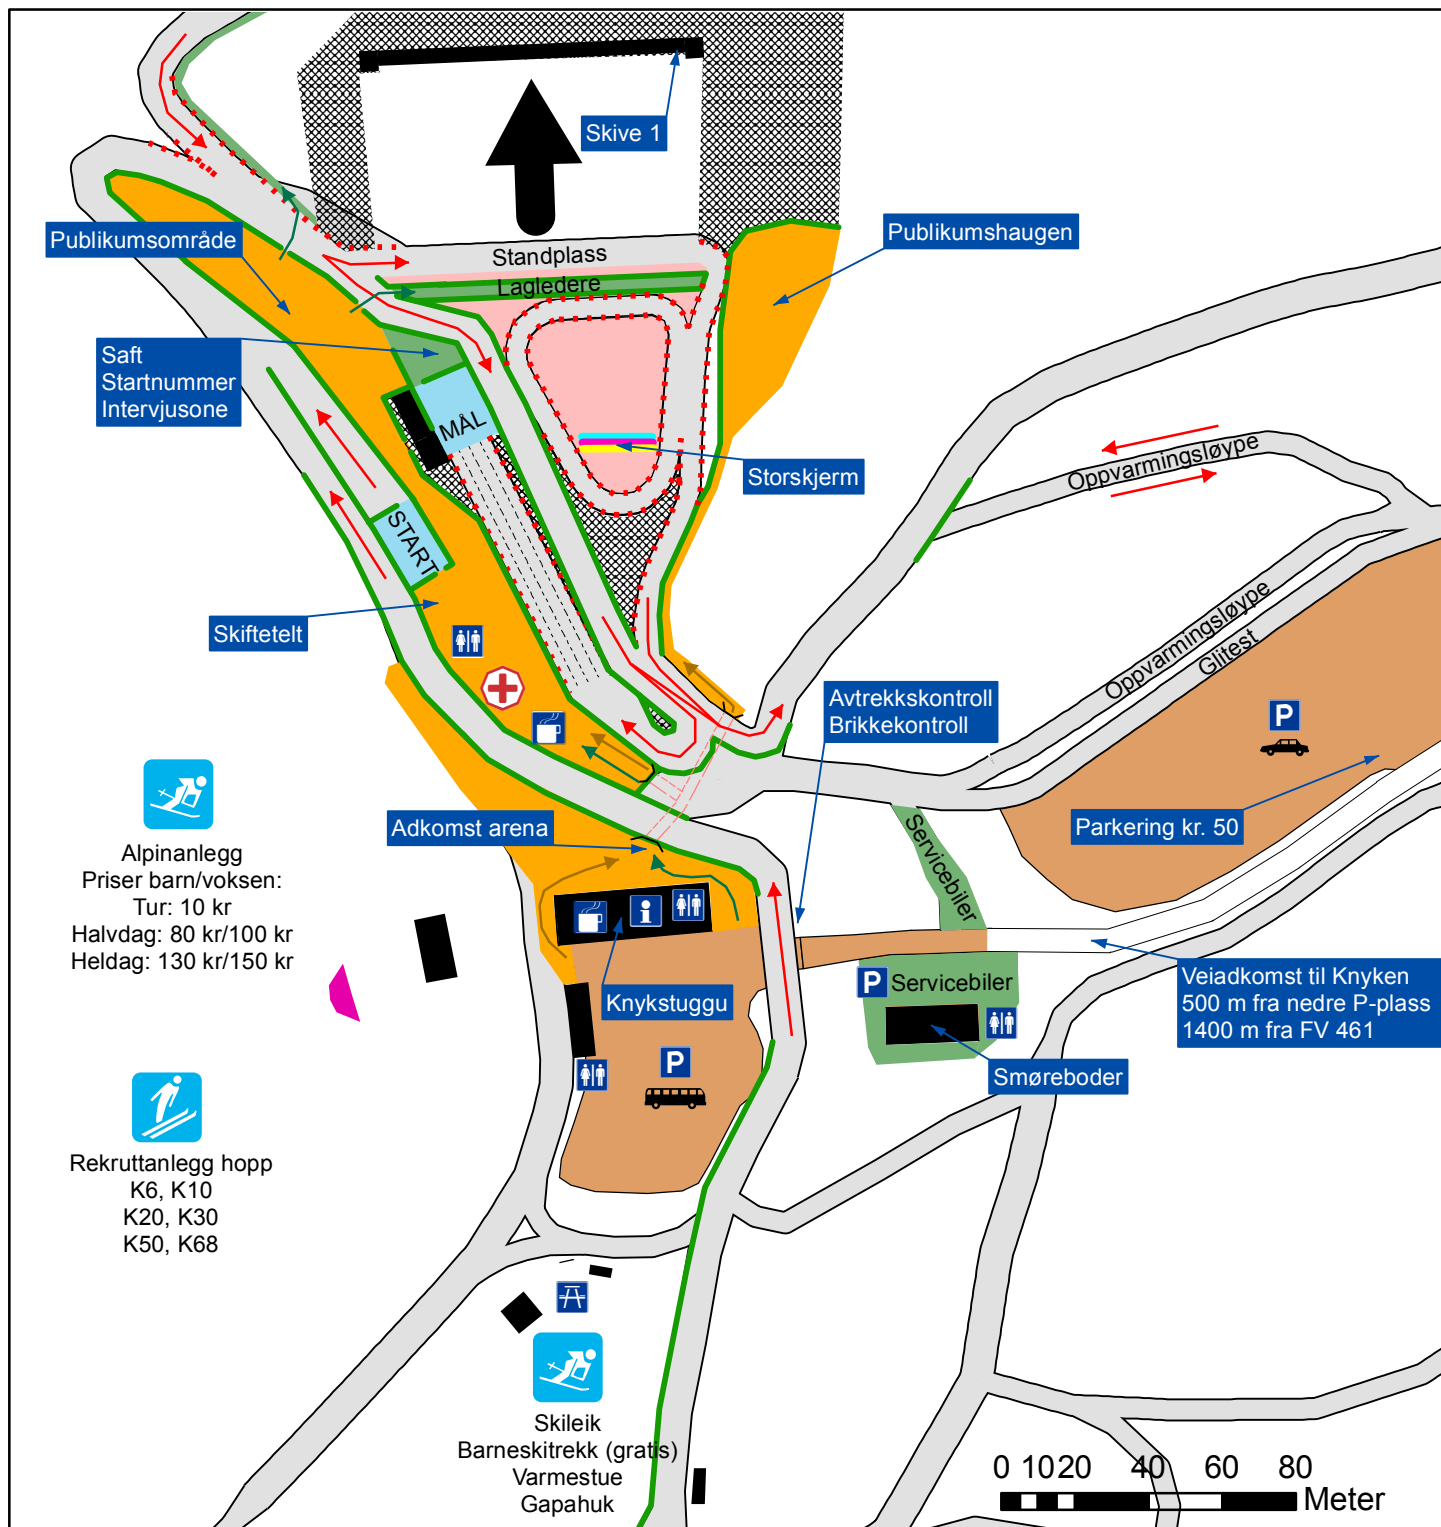 Skive 1
Publikumsområde
Standplass
Publikumshaugen
Lagledere
Saft
Startnummer
Intervjusone
MÅL
Storskjerm
Oppvarmingsløype
START
Skiftetelt
Oppvarmingsløype
Glitest
Avtrekkskontroll
Brikkekontroll
P
Adkomst arena
Parkering kr. 50
Servicebiler
Alpinanlegg
Priser barn/voksen:
Tur: 10 kr
Halvdag: 80 kr/100 kr
Heldag: 130 kr/150 kr
Knykstuggu
P Servicebiler
Veiadkomst til Knyken
500 m fra nedre P-plass
1400 m fra FV 461
P
Smøreboder
Rekruttanlegg hopp
K6, K10
K20, K30
K50, K68
Skileik
Barneskitrekk (gratis)
Varmestue
Gapahuk
0 10 20 40 60 80
Meter